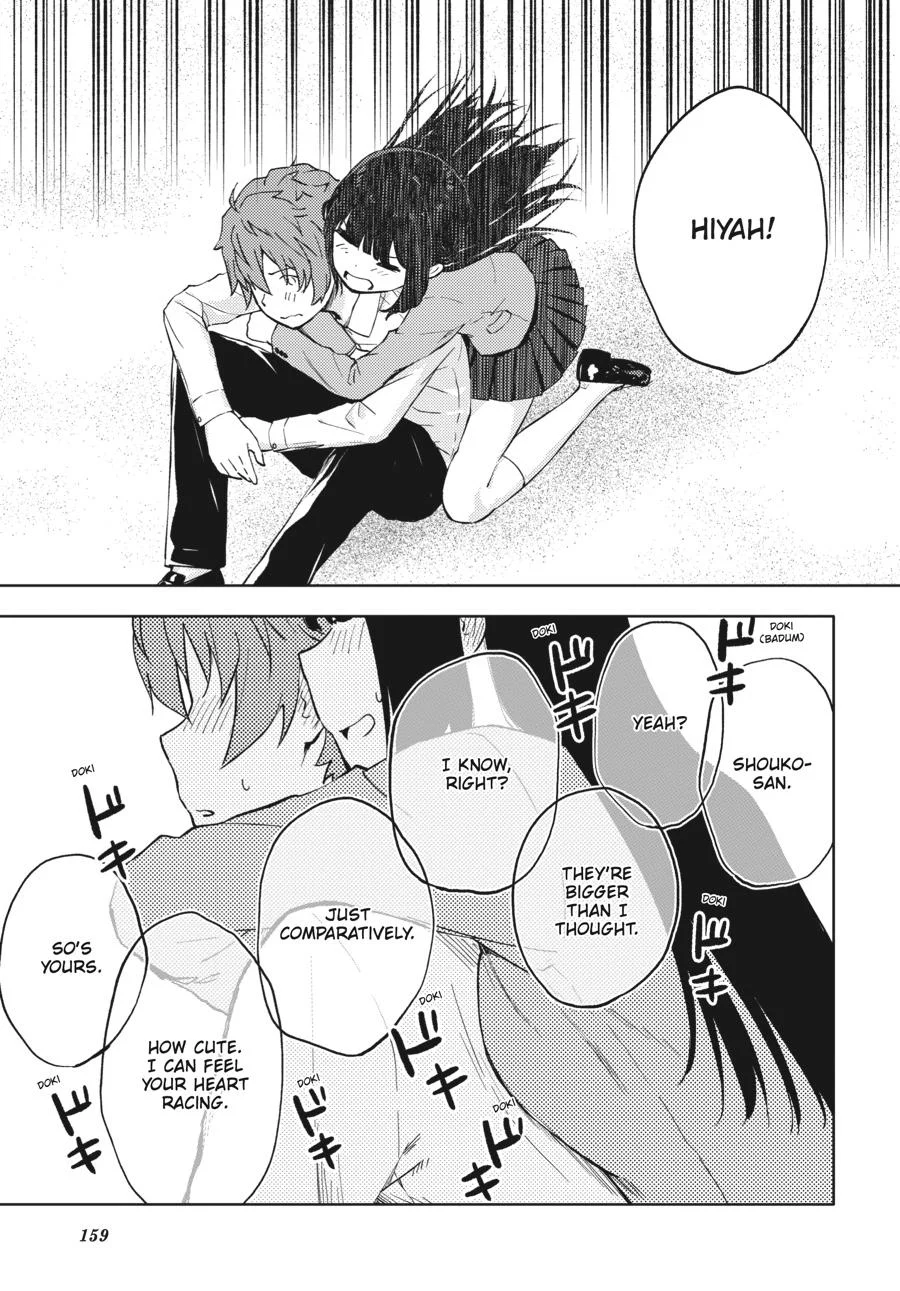 HIYAH!
DOKI
(BADUM)
ドキ
SHOUKO-
SAN.
YEAH?
DOKI
ドキ
I KNOW,
RIGHT?
THEY'RE
BIGGER
THAN I
THOUGHT.
DOKI
ドキ
JUST
COMPARATIVELY.
DOKI
ドキ
HOW CUTE.
I CAN FEEL
YOUR HEART
RACING.
SO'S
YOURS.
DOKI
ドキ
DOKI
ドキ
DOKI
ドキ
DOKI
ドキ
159